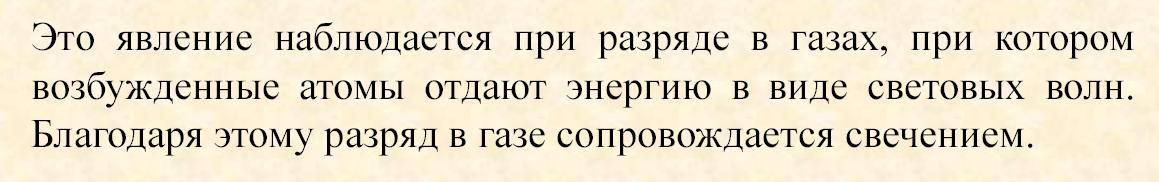 Это явление наблюдается при разряде в газах, при котором
возбужденные атомы отдают энергию в виде световых волн.
Благодаря этому разряд в газе сопровождается свечением.